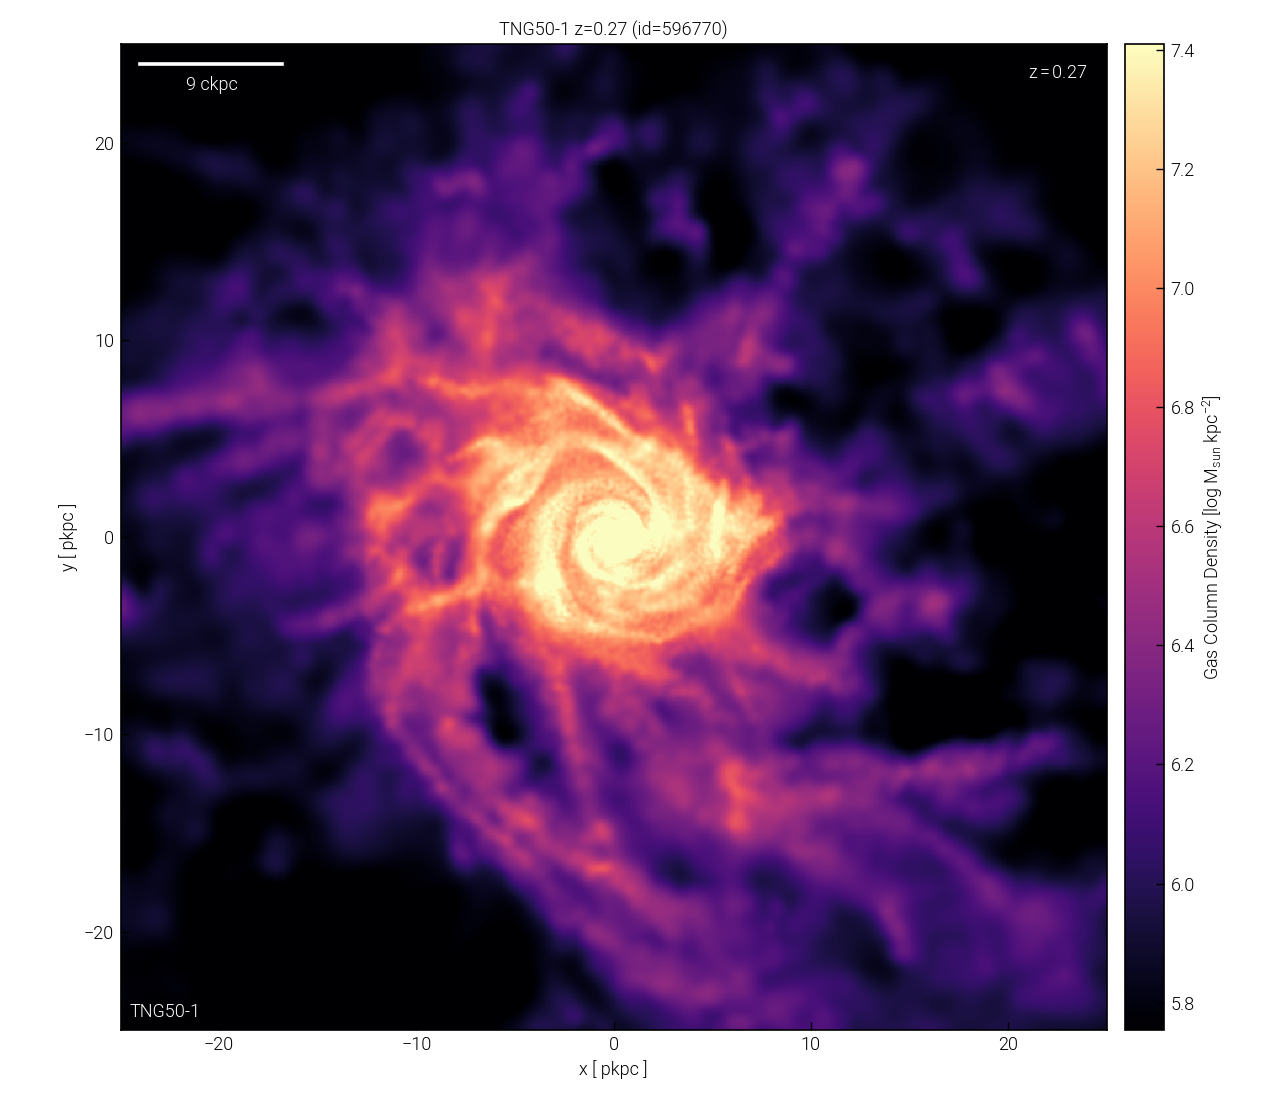 TNG50-1 z=0.27 (id=596770)
9 ckpc
z=0.27
TNG50-1
20
10
0
−10
−20
y [ pkpc ]
−20
−10
0
10
20
x [ pkpc ]
7.4
7.2
7.0
6.8
6.6
6.4
6.2
6.0
5.8
Gas Column Density [log M_sun kpc⁻²]